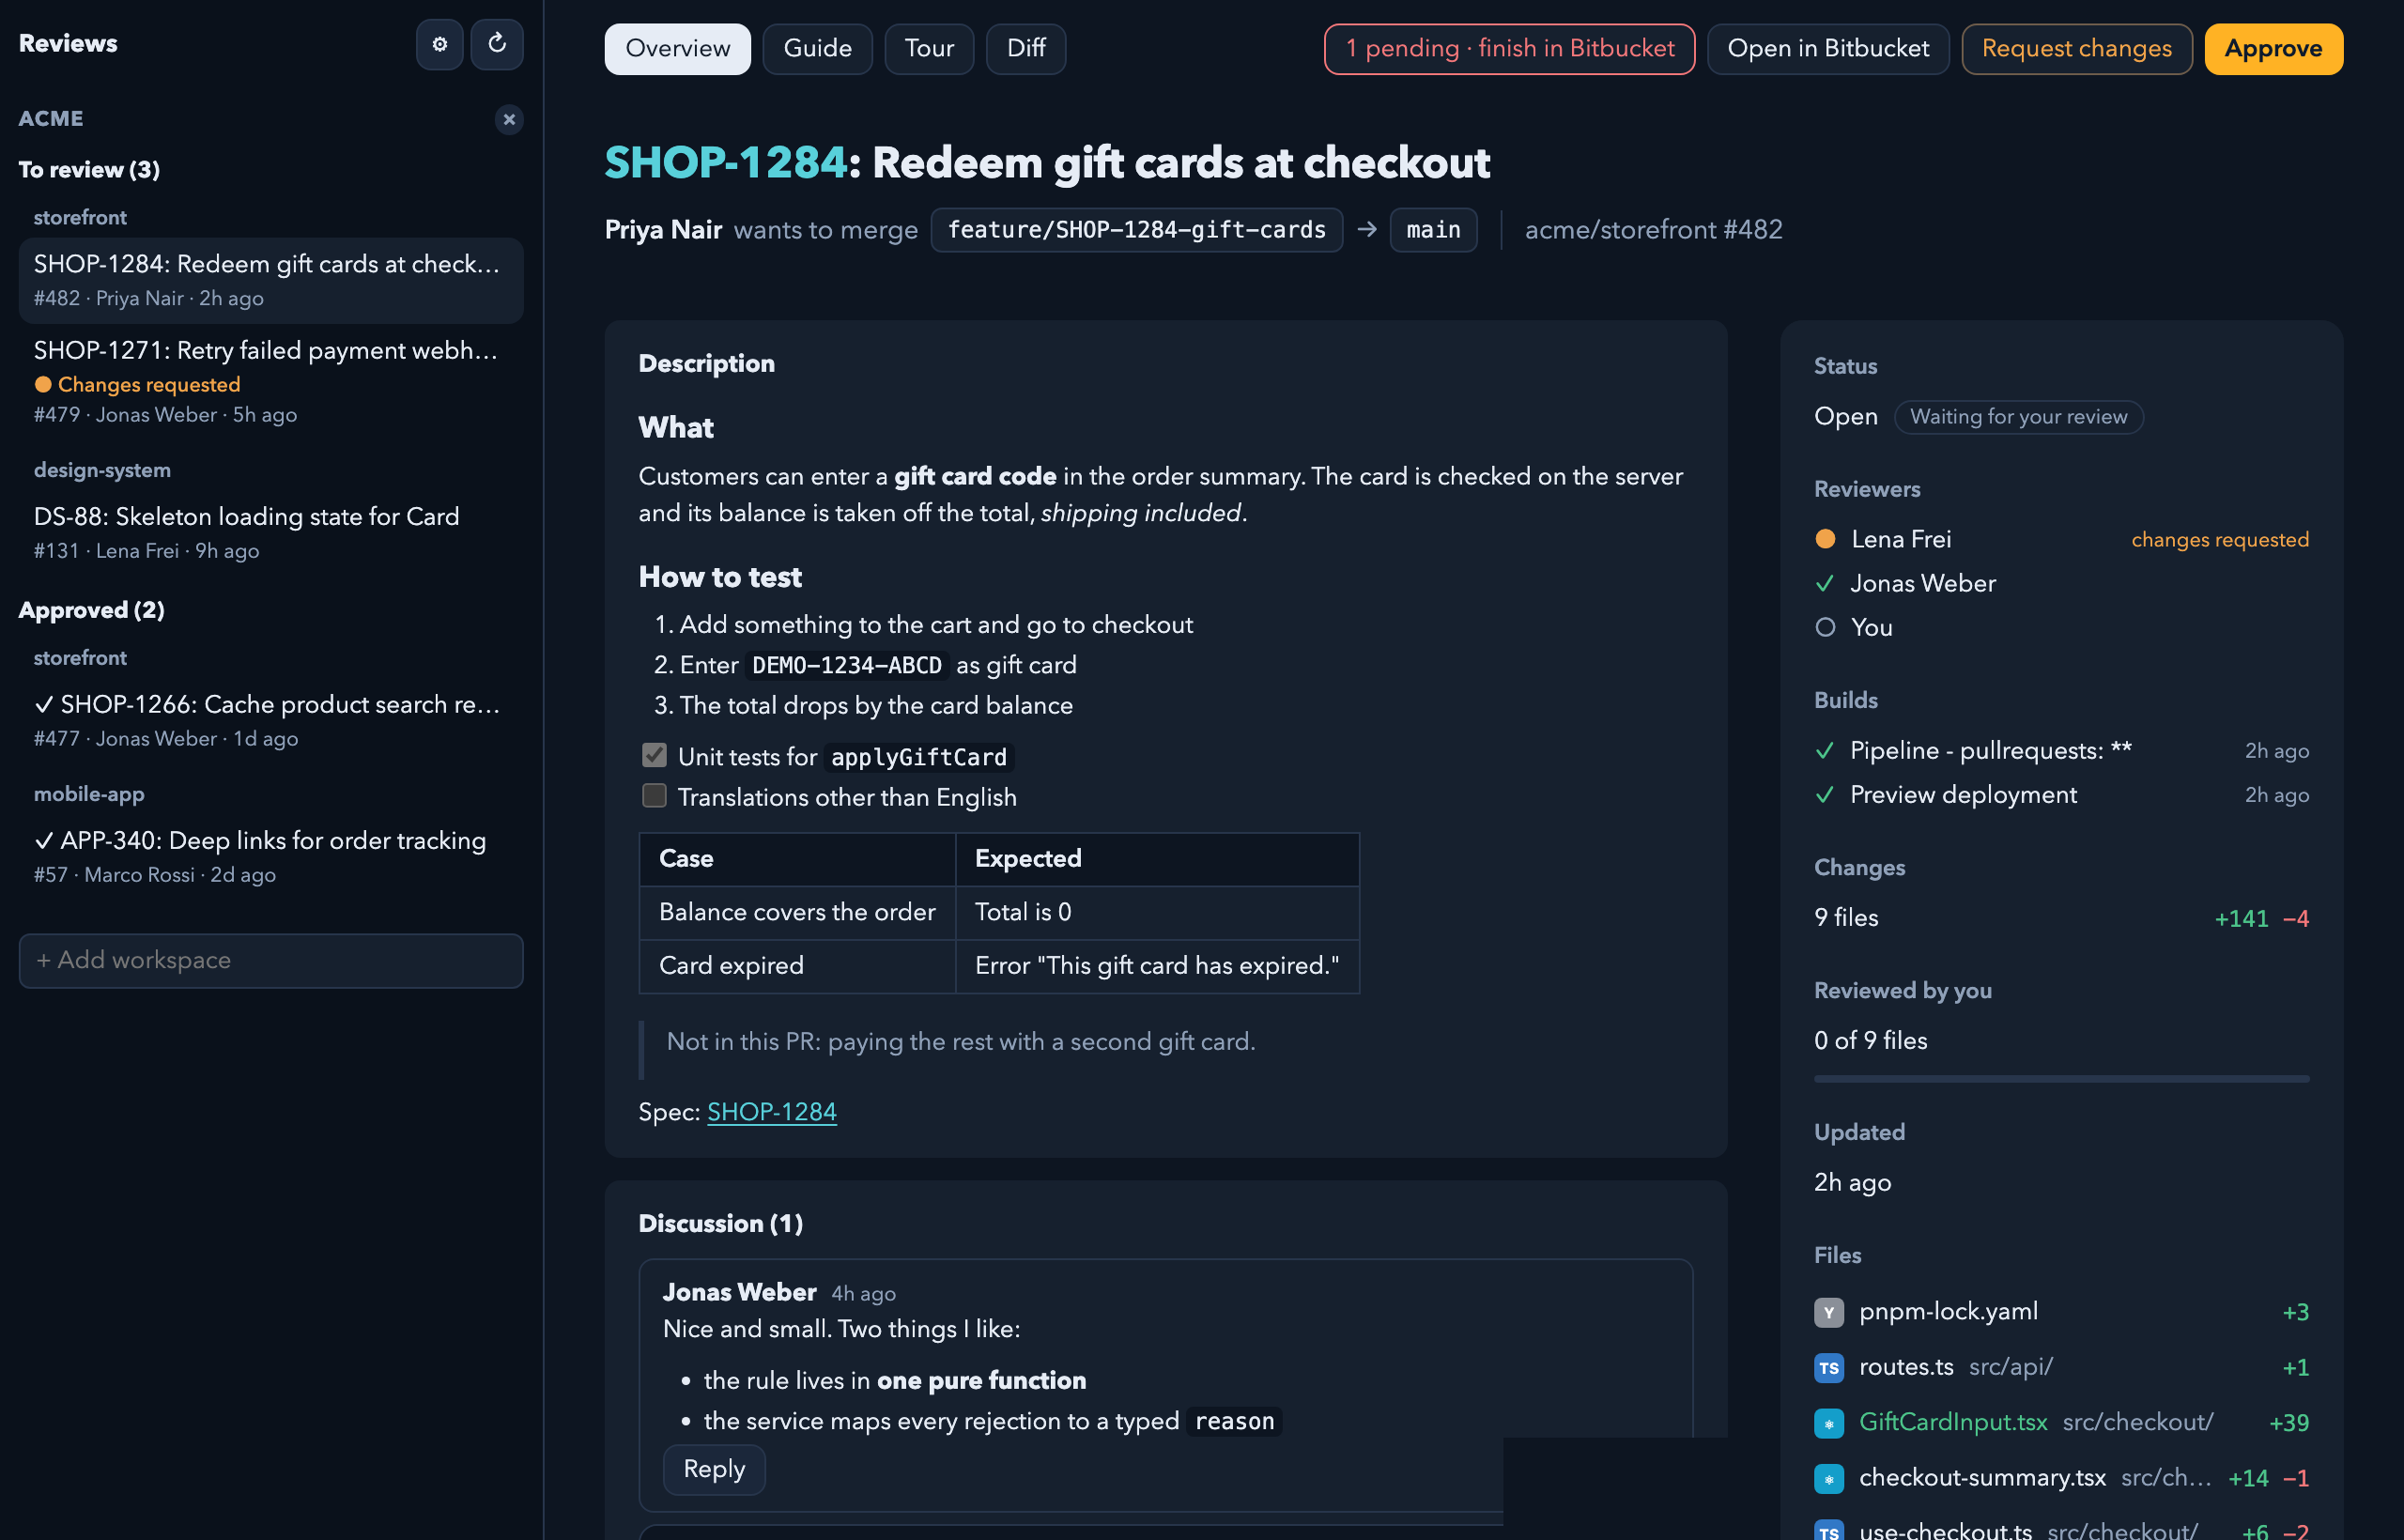 Reviews
ACME
To review (3)
storefront
SHOP-1284: Redeem gift cards at check…
#482 · Priya Nair · 2h ago
SHOP-1271: Retry failed payment webh…
Changes requested
#479 · Jonas Weber · 5h ago
design-system
DS-88: Skeleton loading state for Card
#131 · Lena Frei · 9h ago
Approved (2)
storefront
✓ SHOP-1266: Cache product search re…
#477 · Jonas Weber · 1d ago
mobile-app
✓ APP-340: Deep links for order tracking
#57 · Marco Rossi · 2d ago
+ Add workspace
Overview
Guide
Tour
Diff
1 pending · finish in Bitbucket
Open in Bitbucket
Request changes
Approve
SHOP-1284: Redeem gift cards at checkout
Priya Nair wants to merge feature/SHOP-1284-gift-cards → main acme/storefront #482
Description
What
Customers can enter a gift card code in the order summary. The card is checked on the server
and its balance is taken off the total, shipping included.
How to test
1. Add something to the cart and go to checkout
2. Enter DEMO-1234-ABCD as gift card
3. The total drops by the card balance
Unit tests for applyGiftCard
Translations other than English
Case Expected
Balance covers the order Total is 0
Card expired Error "This gift card has expired."
Not in this PR: paying the rest with a second gift card.
Spec: SHOP-1284
Discussion (1)
Jonas Weber 4h ago
Nice and small. Two things I like:
• the rule lives in one pure function
• the service maps every rejection to a typed reason
Reply
Status
Open Waiting for your review
Reviewers
Lena Frei changes requested
Jonas Weber
You
Builds
Pipeline - pullrequests: ** 2h ago
Preview deployment 2h ago
Changes
9 files +141 −4
Reviewed by you
0 of 9 files
Updated
2h ago
Files
Y pnpm-lock.yaml +3
TS routes.ts src/api/ +1
GiftCardInput.tsx src/checkout/ +39
checkout-summary.tsx src/ch… +14 −1
TS use-checkout.ts src/checkout/ +6 −2